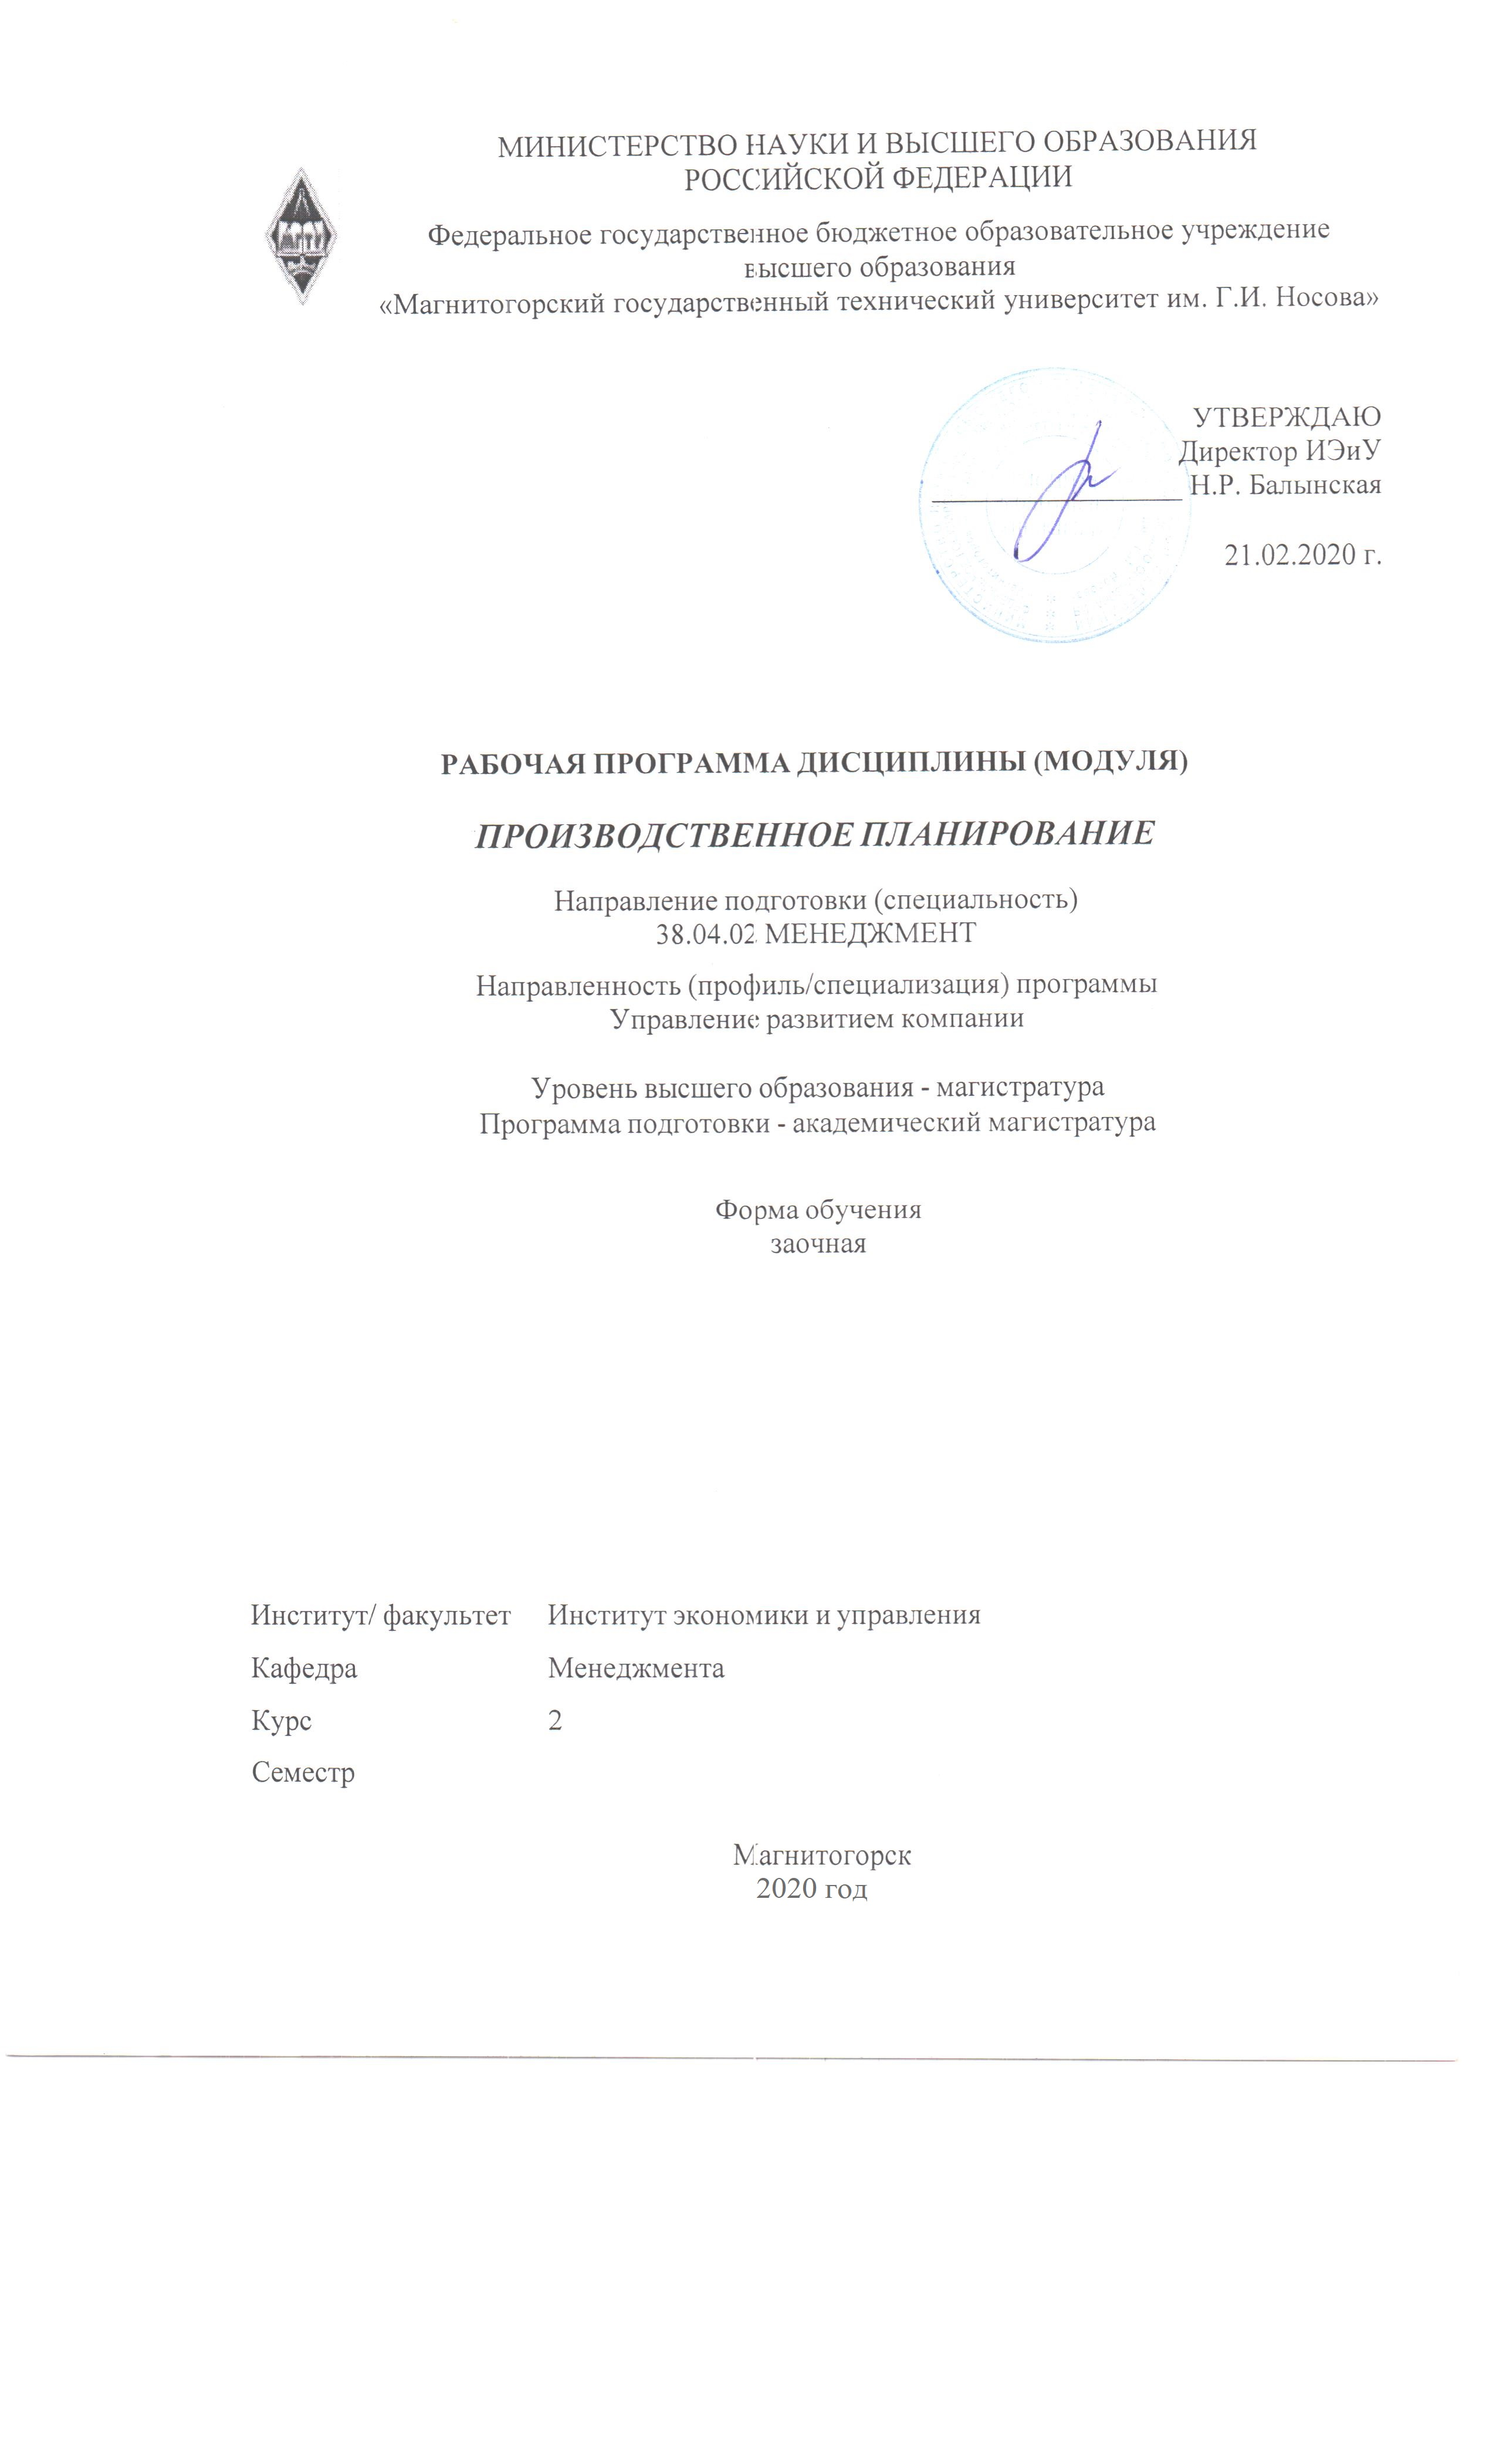 МИНИСТЕРСТВО НАУКИ И ВЫСШЕГО ОБРАЗОВАНИЯ
РОССИЙСКОЙ ФЕДЕРАЦИИ
Федеральное государственное бюджетное образовательное учреждение
высшего образования
«Магнитогорский государственный технический университет им. Г.И. Носова»
УТВЕРЖДАЮ
Директор ИЭиУ
Н.Р. Балынская
21.02.2020 г.
РАБОЧАЯ ПРОГРАММА ДИСЦИПЛИНЫ (МОДУЛЯ)
ПРОИЗВОДСТВЕННОЕ ПЛАНИРОВАНИЕ
Направление подготовки (специальность)
38.04.02 МЕНЕДЖМЕНТ
Направленность (профиль/специализация) программы
Управление развитием компании
Уровень высшего образования - магистратура
Программа подготовки - академический магистратура
Форма обучения
заочная
Институт/ факультет Институт экономики и управления
Кафедра Менеджмента
Курс 2
Семестр
Магнитогорск
2020 год